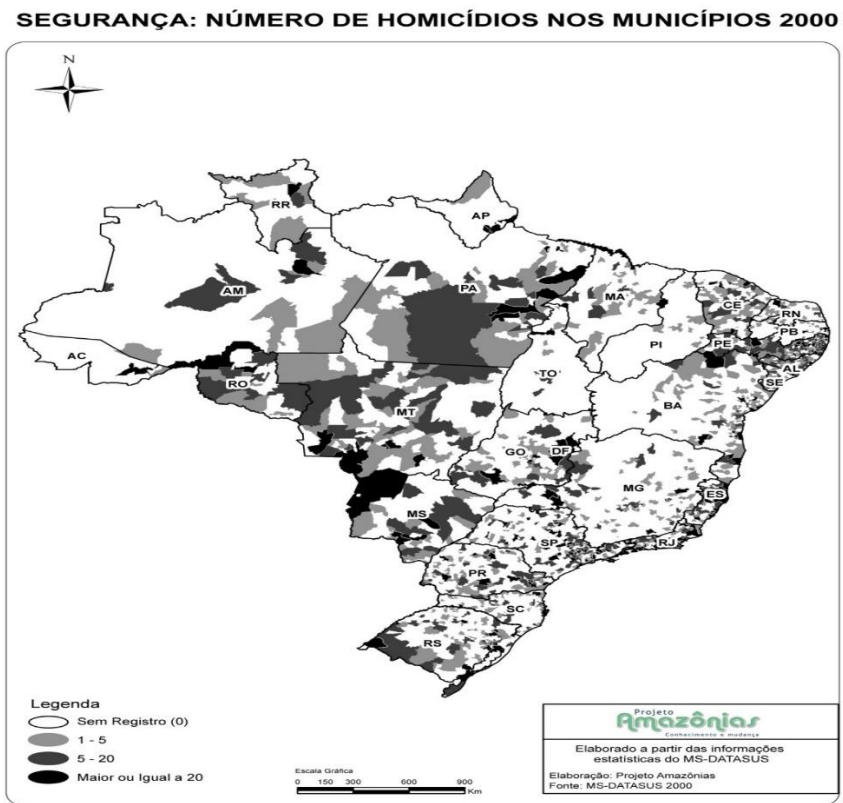 SEGURANÇA: NÚMERO DE HOMICÍDIOS NOS MUNICÍPIOS 2000
N
RR
AP
AM
PA
MA
CE
RN
PB
PI
PE
AL
SE
AC
RO
TO
MT
BA
GO
DF
MG
ES
MS
SP
RJ
PR
SC
RS
Legenda
Sem Registro (0)
1 - 5
5 - 20
Maior ou Igual a 20
Escala Gráfica
0 150 300 600 900
Km
Projeto
Amazônias
Conhecimento e mudança
Elaborado a partir das informações
estatísticas do MS-DATASUS
Elaboração: Projeto Amazônias
Fonte: MS-DATASUS 2000